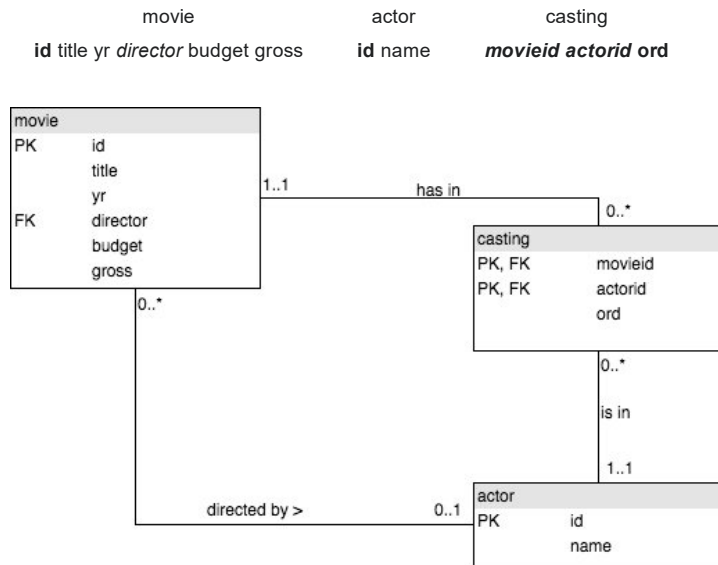 movie actor casting
id title yr director budget gross id name movieid actorid ord
movie
PK id
title
yr
FK director
budget
gross
1..1
has in
0..*
casting
PK, FK movieid
PK, FK actorid
ord
0..*
0..*
is in
1..1
directed by >
0..1
actor
PK id
name